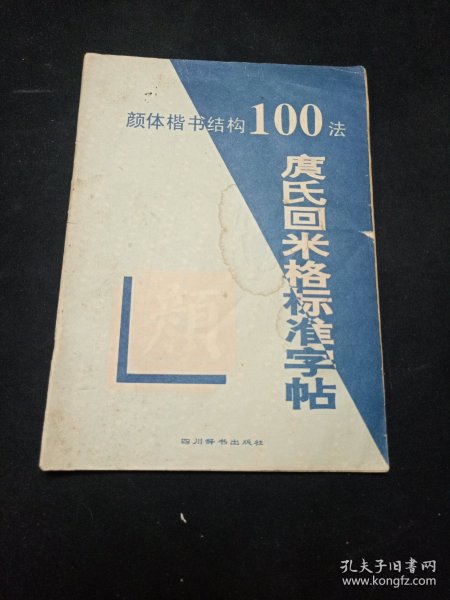 颜体楷书结构100法
庹氏回米格标准字帖
颜
四川辞书出版社
孔夫子旧书网
www.kongfz.com